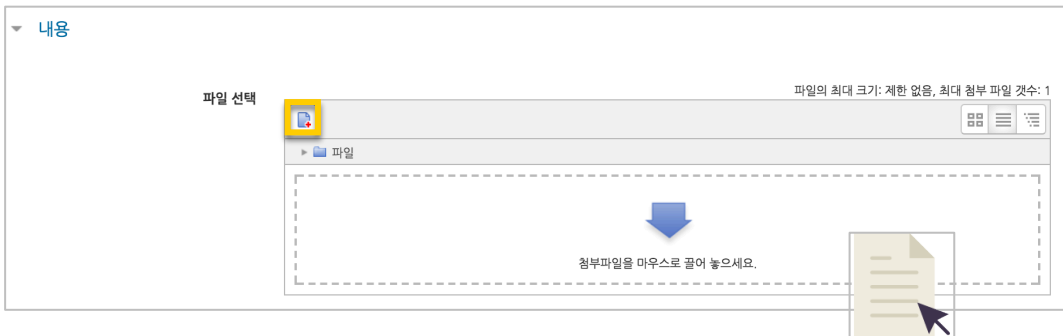 내용
파일의 최대 크기: 제한 없음, 최대 첨부 파일 갯수: 1
파일 선택
파일
첨부파일을 마우스로 끌어 놓으세요.